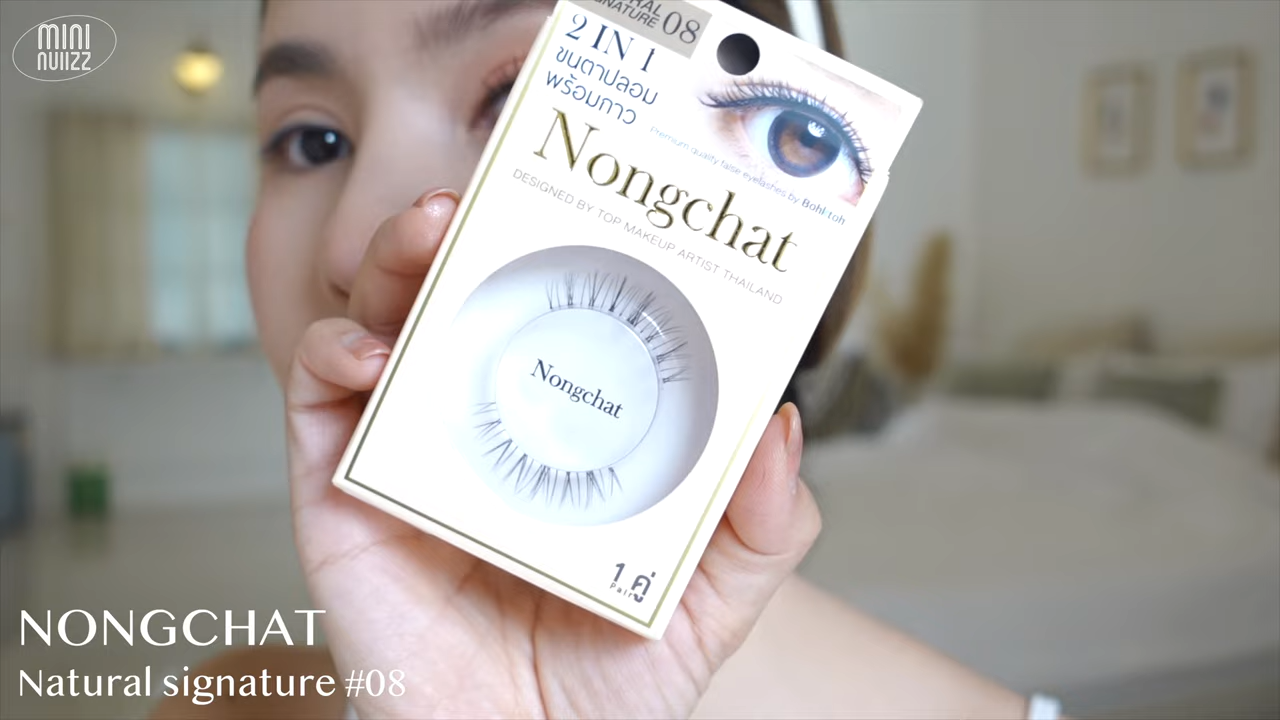 MINI
NUIIZZ
SIGNATURE 08
2 IN 1
ขนตาปลอม
พร้อมกาว
Premium quality false eyelashes by Bohktoh
Nongchat
DESIGNED BY TOP MAKEUP ARTIST THAILAND
Nongchat
1 คู่
Pair
NONGCHAT
Natural signature #08